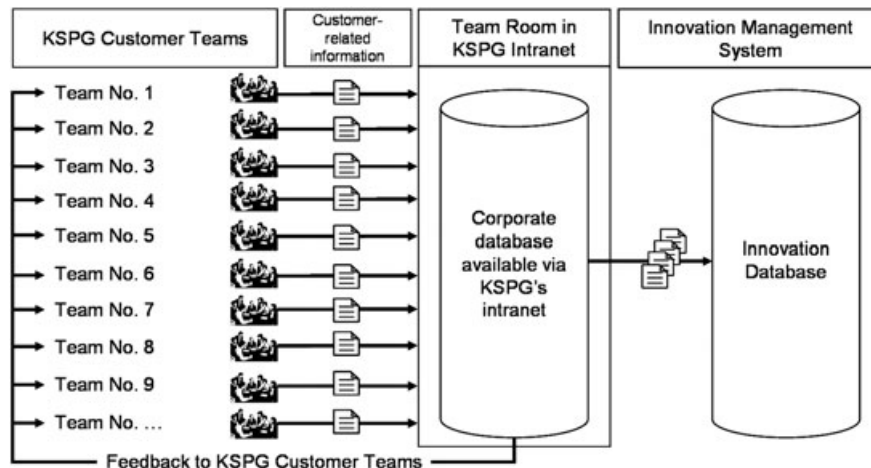 KSPG Customer Teams
Customer-
related
information
Team Room in
KSPG Intranet
Innovation Management
System
Team No. 1
Team No. 2
Team No. 3
Team No. 4
Team No. 5
Team No. 6
Team No. 7
Team No. 8
Team No. 9
Team No. ...
Corporate
database
available via
KSPG's
intranet
Innovation
Database
Feedback to KSPG Customer Teams